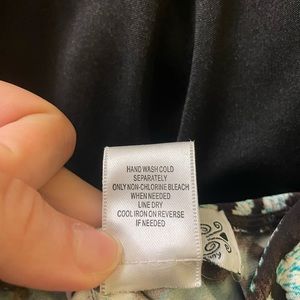 HAND WASH COLD
SEPARATELY
ONLY NON-CHLORINE BLEACH
WHEN NEEDED
LINE DRY
COOL IRON ON REVERSE
IF NEEDED